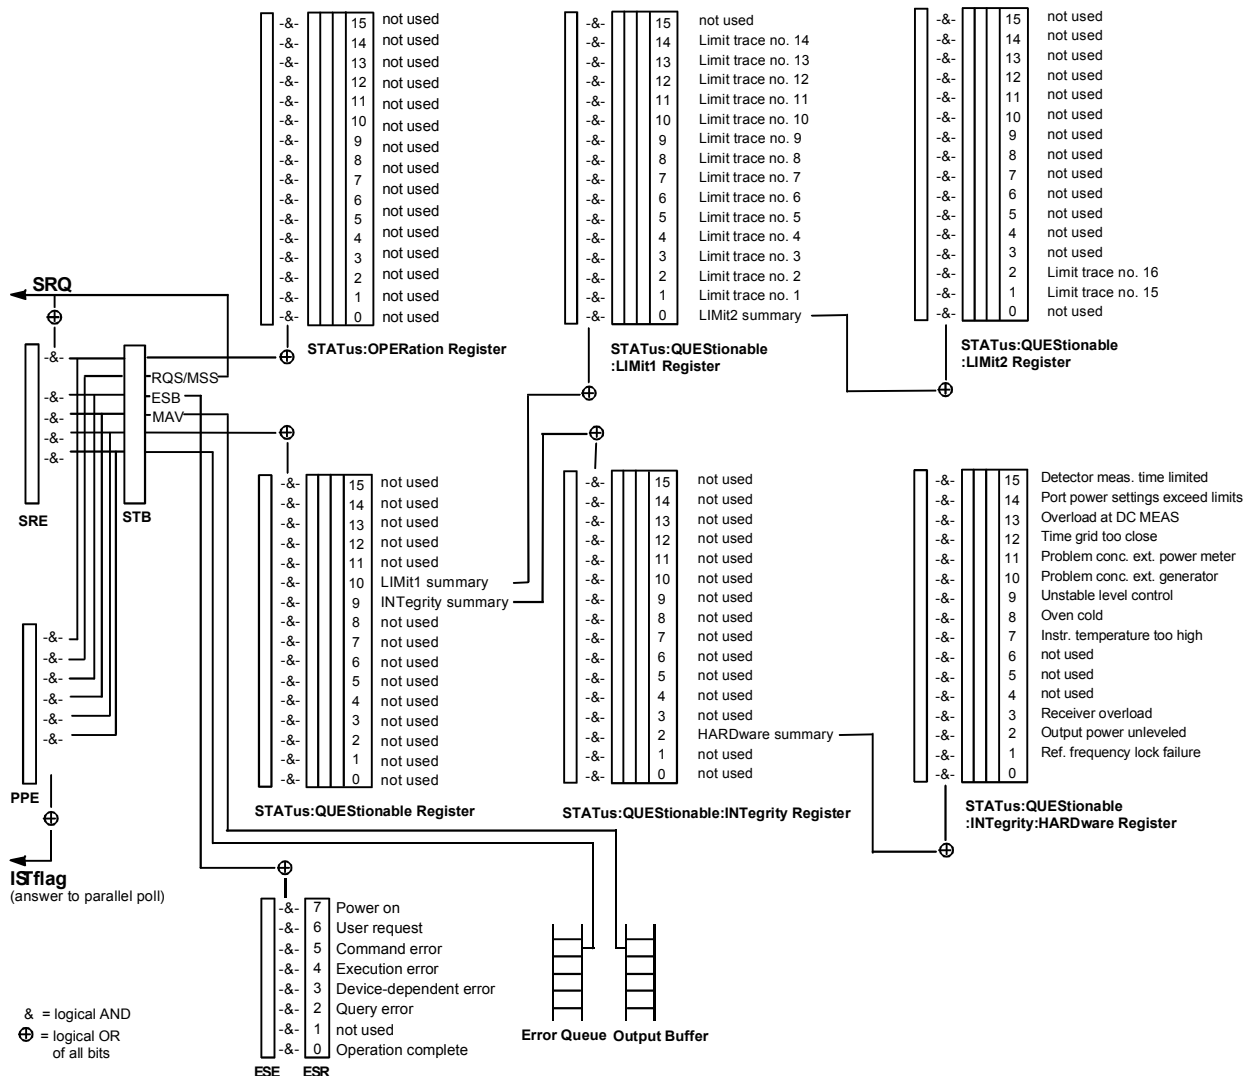 -&- 15 not used
-&- 14 not used
-&- 13 not used
-&- 12 not used
-&- 11 not used
-&- 10 not used
-&- 9 not used
-&- 8 not used
-&- 7 not used
-&- 6 not used
-&- 5 not used
-&- 4 not used
-&- 3 not used
-&- 2 not used
-&- 1 not used
-&- 0 not used
STATus:OPERation Register
-&- 15 not used
-&- 14 Limit trace no. 14
-&- 13 Limit trace no. 13
-&- 12 Limit trace no. 12
-&- 11 Limit trace no. 11
-&- 10 Limit trace no. 10
-&- 9 Limit trace no. 9
-&- 8 Limit trace no. 8
-&- 7 Limit trace no. 7
-&- 6 Limit trace no. 6
-&- 5 Limit trace no. 5
-&- 4 Limit trace no. 4
-&- 3 Limit trace no. 3
-&- 2 Limit trace no. 2
-&- 1 Limit trace no. 1
-&- 0 LIMit2 summary
STATus:QUEStionable
:LIMit1 Register
-&- 15 not used
-&- 14 not used
-&- 13 not used
-&- 12 not used
-&- 11 not used
-&- 10 not used
-&- 9 not used
-&- 8 not used
-&- 7 not used
-&- 6 not used
-&- 5 not used
-&- 4 not used
-&- 3 not used
-&- 2 Limit trace no. 16
-&- 1 Limit trace no. 15
-&- 0 not used
STATus:QUEStionable
:LIMit2 Register
SRQ
-&-
RQS/MSS
-&- ESB
-&- MAV
-&-
-&-
SRE
STB
-&- 15 not used
-&- 14 not used
-&- 13 not used
-&- 12 not used
-&- 11 not used
-&- 10 LIMit1 summary
-&- 9 INTegrity summary
-&- 8 not used
-&- 7 not used
-&- 6 not used
-&- 5 not used
-&- 4 not used
-&- 3 not used
-&- 2 not used
-&- 1 not used
-&- 0 not used
STATus:QUEStionable Register
-&- 15 not used
-&- 14 not used
-&- 13 not used
-&- 12 not used
-&- 11 not used
-&- 10 not used
-&- 9 not used
-&- 8 not used
-&- 7 not used
-&- 6 not used
-&- 5 not used
-&- 4 not used
-&- 3 not used
-&- 2 HARDware summary
-&- 1 not used
-&- 0 not used
STATus:QUEStionable:INTegrity Register
-&- 15 Detector meas. time limited
-&- 14 Port power settings exceed limits
-&- 13 Overload at DC MEAS
-&- 12 Time grid too close
-&- 11 Problem conc. ext. power meter
-&- 10 Problem conc. ext. generator
-&- 9 Unstable level control
-&- 8 Oven cold
-&- 7 Instr. temperature too high
-&- 6 not used
-&- 5 not used
-&- 4 not used
-&- 3 Receiver overload
-&- 2 Output power unleveled
-&- 1 Ref. frequency lock failure
-&- 0
STATus:QUEStionable
:INTegrity:HARDware Register
-&-
-&-
-&-
-&-
-&-
-&-
PPE
ISTflag
(answer to parallel poll)
-&- 7 Power on
-&- 6 User request
-&- 5 Command error
-&- 4 Execution error
-&- 3 Device-dependent error
-&- 2 Query error
-&- 1 not used
-&- 0 Operation complete
ESE ESR
Error Queue
Output Buffer
& = logical AND
⊕ = logical OR
of all bits